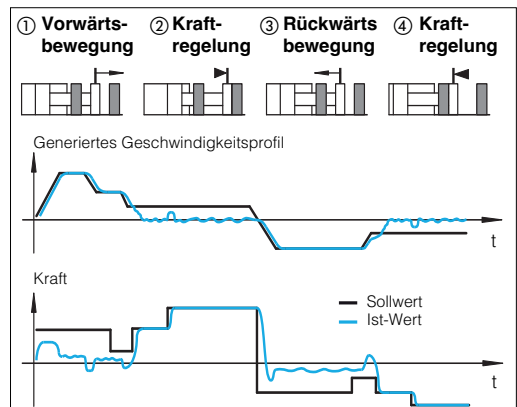 ① Vorwärts-
bewegung
② Kraft-
regelung
③ Rückwärts
bewegung
④ Kraft-
regelung
Generiertes Geschwindigkeitsprofil
t
Kraft
Sollwert
Ist-Wert
t